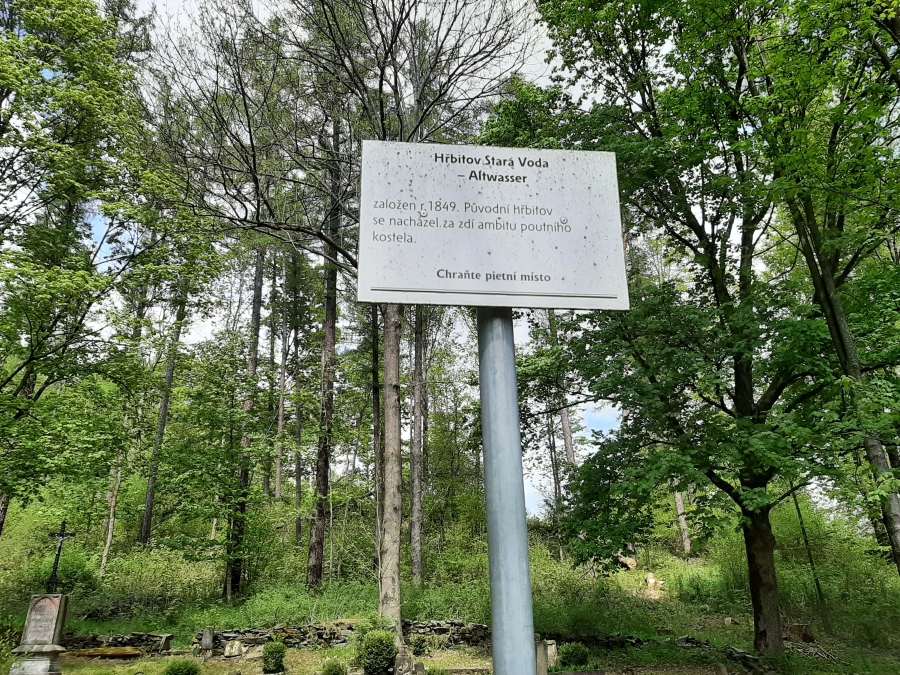 Hřbitov Stará Voda
– Altwasser
založen r.1849. Původní hřbitov
se nacházel za zdí ambitu poutního
kostela.
Chraňte pietní místo